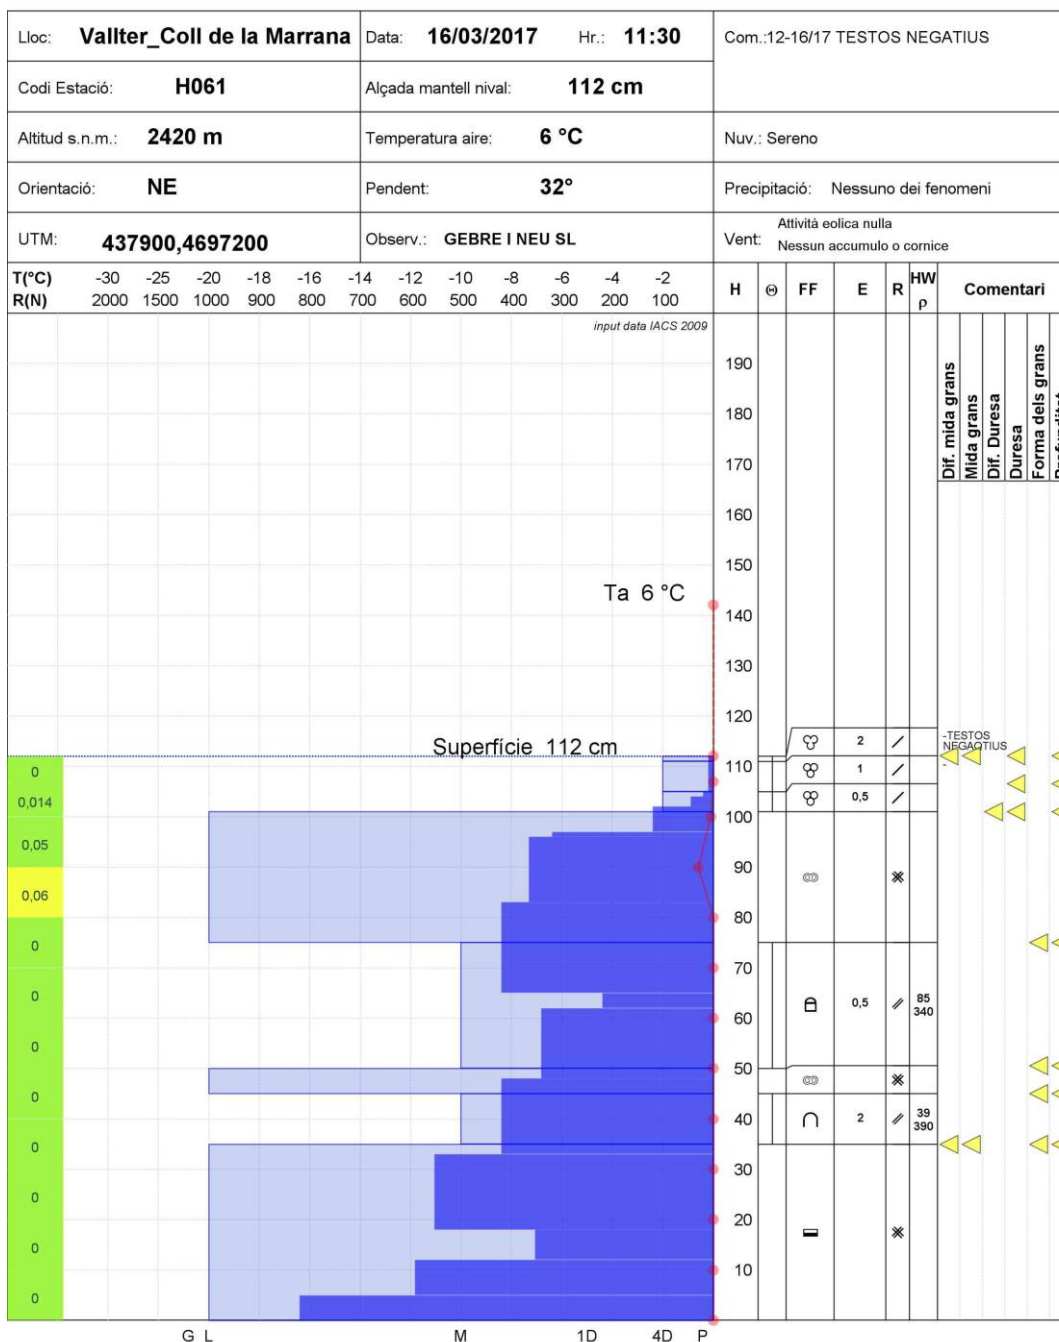 Lloc: Vallter_Coll de la Marrana Data: 16/03/2017 Hr.: 11:30 Com.:12-16/17 TESTOS NEGATIUS
Codi Estació: H061 Alçada mantell nival: 112 cm
Altitud s.n.m.: 2420 m Temperatura aire: 6 °C Nuv.: Sereno
Orientació: NE Pendent: 32° Precipitació: Nessuno dei fenomeni
UTM: 437900,4697200 Observ.: GEBRE I NEU SL Vent: Attività eolica nulla
Nessun accumulo o cornice
T(°C) -30 -25 -20 -18 -16 -14 -12 -10 -8 -6 -4 -2
R(N) 2000 1500 1000 900 800 700 600 500 400 300 200 100
H Θ FF E R HW ρ Comentari
input data IACS 2009
Dif. mida grans
Mida grans
Dif. Duresa
Duresa
Forma dels grans
190
180
170
160
150
Ta 6 °C
140
130
120
Superfície 112 cm
2 / -TESTOS
NEGAOTIUS
0 110 1 / -
0,014 0,5 /
100
0,05
90
0,06
80
0
70
0 0,5 85
340
60
0
50
0
40 2 39
390
0
30
0
20
0
10
0
G L M 1D 4D P